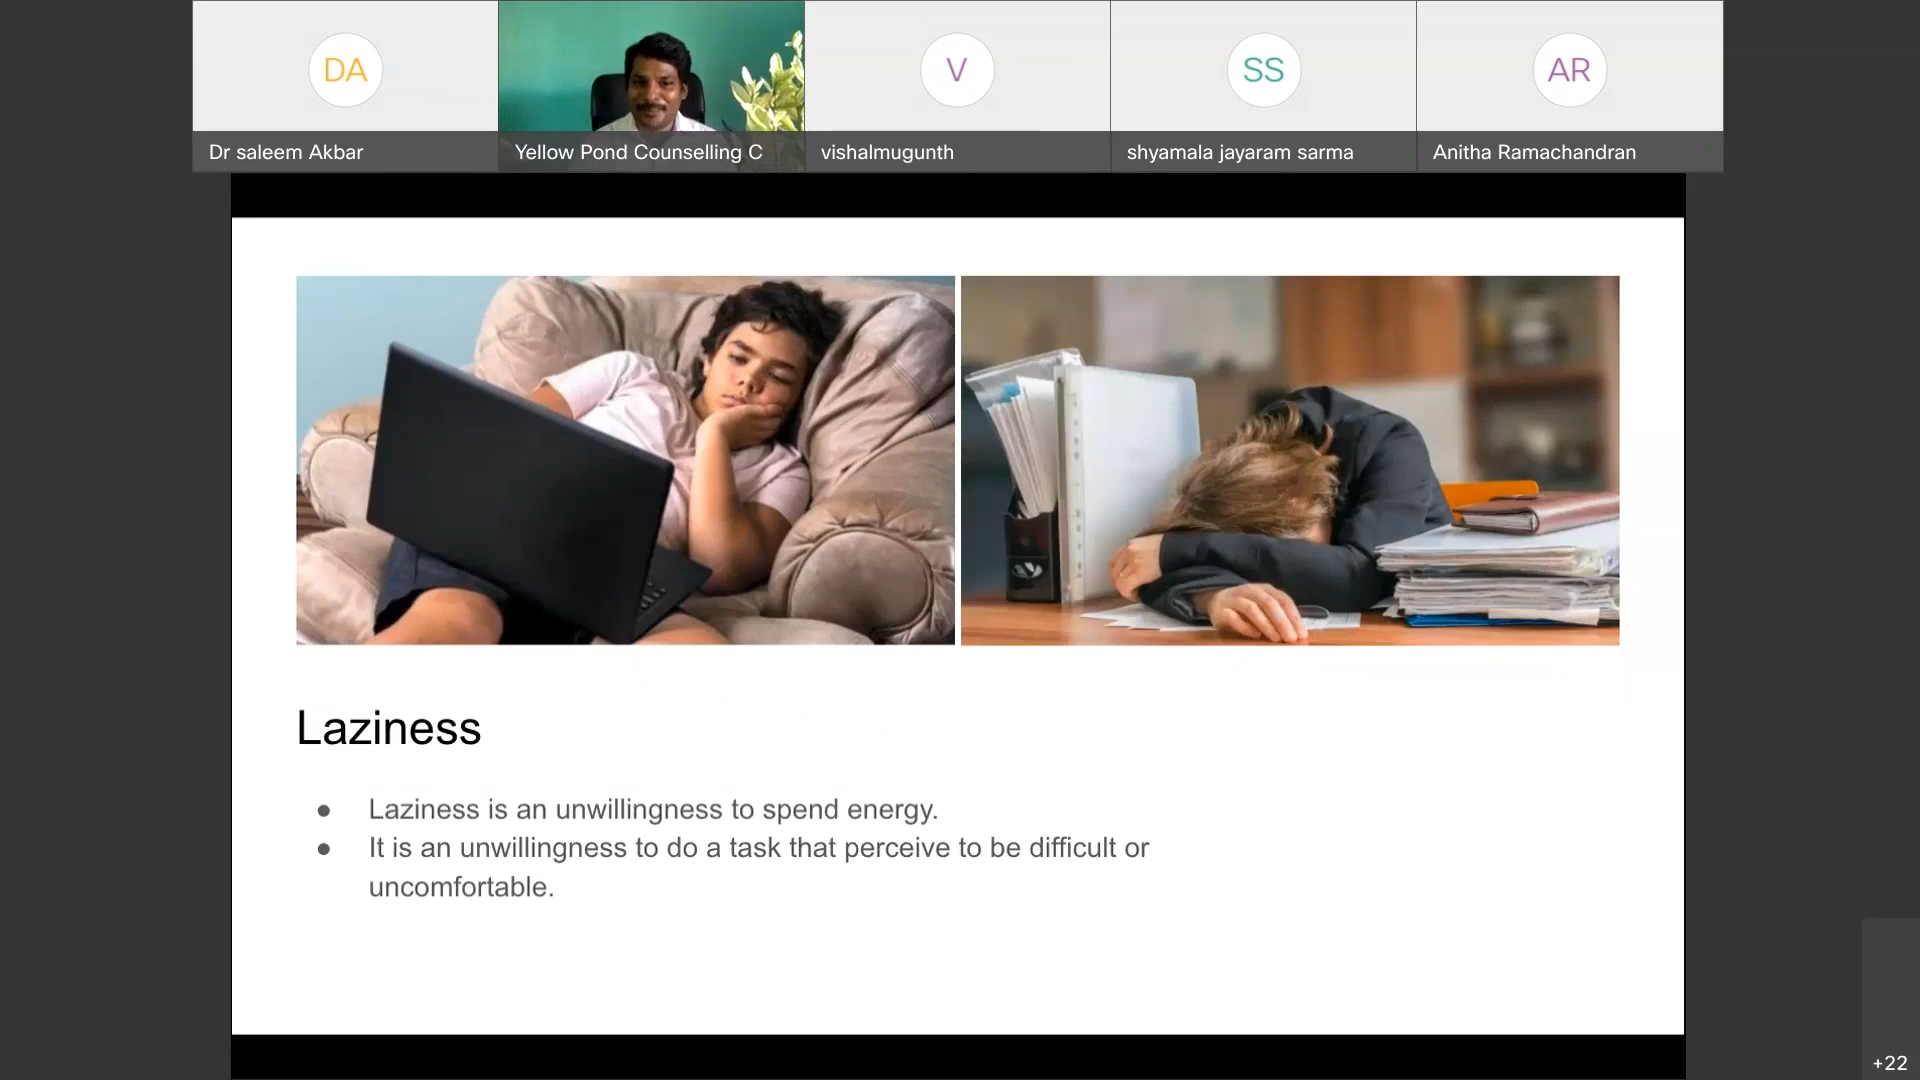 DA
V
SS
AR
Dr saleem Akbar
Yellow Pond Counselling C
vishalmugunth
shyamala jayaram sarma
Anitha Ramachandran
Laziness
● Laziness is an unwillingness to spend energy.
● It is an unwillingness to do a task that perceive to be difficult or
uncomfortable.
+22